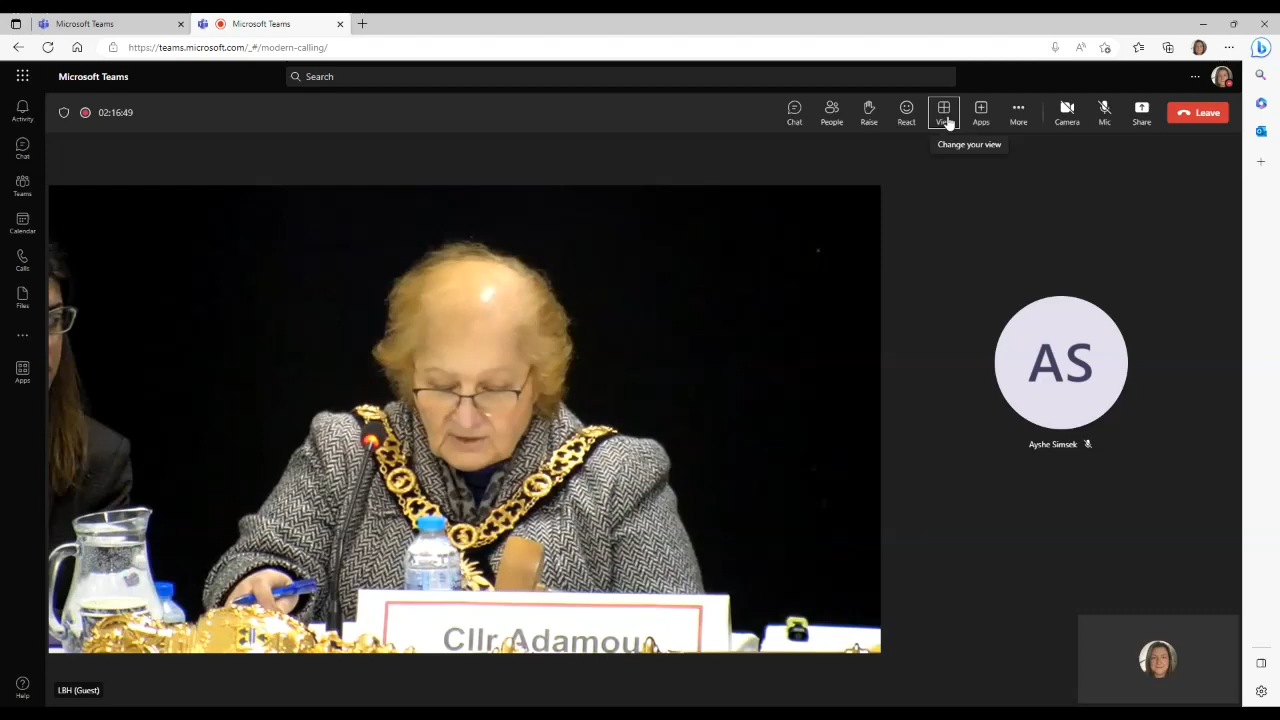 Microsoft Teams
Microsoft Teams
https://teams.microsoft.com/_#/modern-calling/
Microsoft Teams
Search
02:16:49
Chat
People
Raise
React
View
Apps
More
Camera
Mic
Share
Leave
Change your view
Activity
Chat
Teams
Calendar
Calls
Files
Apps
Help
AS
Ayshe Simsek
Cllr Adamou
LBH (Guest)